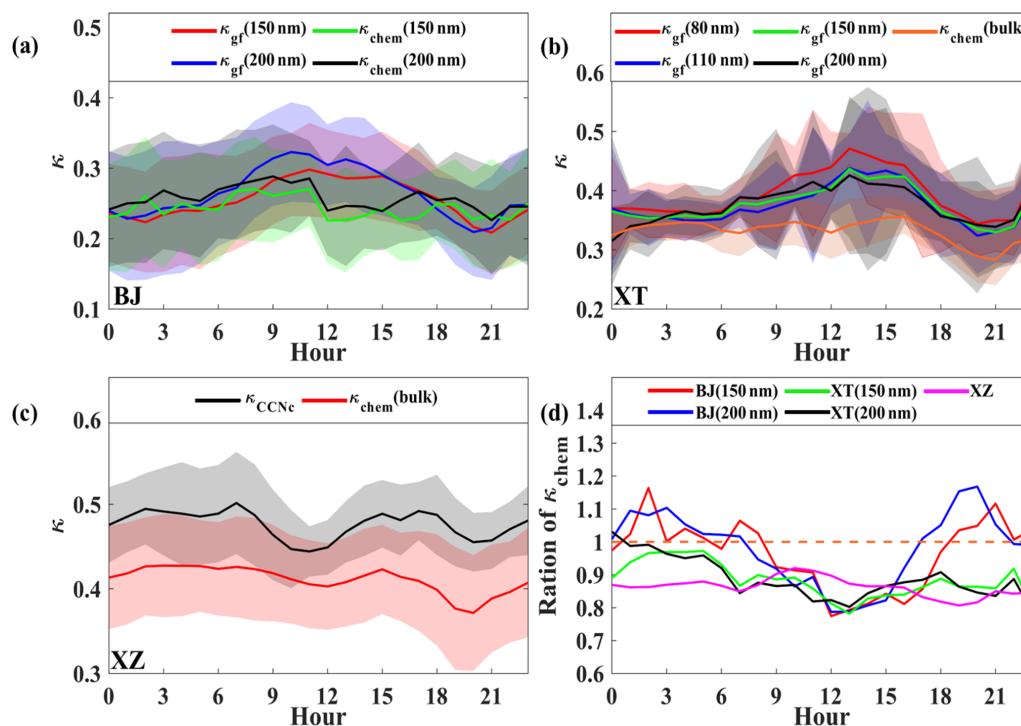 (a)
κgf(150 nm) κchem(150 nm)
κgf(200 nm) κchem(200 nm)
0.5
0.4
0.3
0.2
0.1
κ
BJ
0 3 6 9 12 15 18 21
Hour
(b)
κgf(80 nm) κgf(150 nm) κchem(bulk)
κgf(110 nm) κgf(200 nm)
0.6
0.5
0.4
0.3
0.2
κ
XT
0 3 6 9 12 15 18 21
Hour
(c)
κCCNc κchem(bulk)
0.6
0.5
0.4
0.3
κ
XZ
0 3 6 9 12 15 18 21
Hour
(d)
BJ(150 nm) XT(150 nm) XZ
BJ(200 nm) XT(200 nm)
1.4
1.3
1.2
1.1
1
0.9
0.8
0.7
0.6
Ration of κchem
0 3 6 9 12 15 18 21
Hour